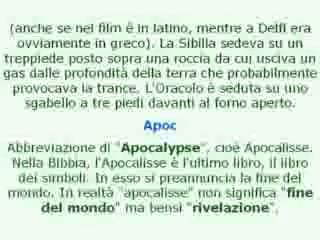 (anche se nel film è in latino, mentre a Delfi era
ovviamente in greco). La Sibilla sedeva su un
treppiede posto sopra una roccia da cui usciva un
gas dalle profondità della terra che probabilmente
provocava la trance. L'Oracolo è seduta su uno
sgabello a tre piedi davanti al forno aperto.
Apoc
Abbreviazione di "Apocalypse", cioè Apocalisse.
Nella Bibbia, l'Apocalisse è l'ultimo libro, il libro
dei simboli. In esso si preannuncia la fine del
mondo. In realtà "apocalisse" non significa "fine
del mondo" ma bensì "rivelazione".